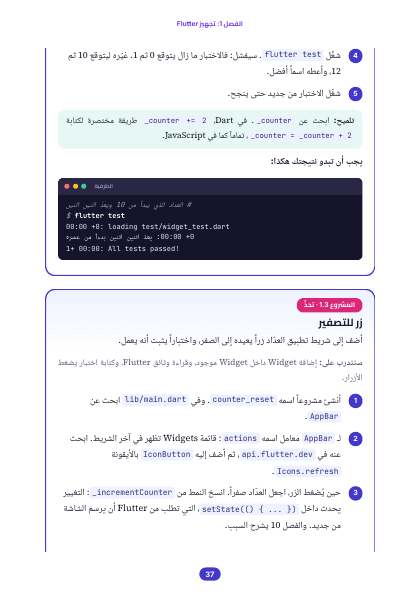 الفصل 1: تجهيز Flutter
4 شغّل flutter test. سيفشل: فالاختبار ما زال يتوقع 0 ثم 1. غيّره ليتوقع 10 ثم
12، وأعطه اسماً أفضل.
5 شغّل الاختبار من جديد حتى ينجح.
تلميح: ابحث عن _counter. في Dart، _counter += 2 طريقة مختصرة لكتابة
_counter = _counter + 2، تماماً كما في JavaScript.
يجب أن تبدو نتيجتك هكذا:
الطرفية
# العداد الذي يبدأ من 10 ويعدّ اثنين اثنين
$ flutter test
00:00 +0: loading test/widget_test.dart
00:00 +0: يعدّ اثنين اثنين بدءاً من عشرة
00:00 +1: All tests passed!
المشروع 1.3 · تحدٍّ
زر للتصفير
أضف إلى شريط تطبيق العدّاد زراً يعيده إلى الصفر، واختباراً يثبت أنه يعمل.
ستتدرب على: إضافة Widget داخل Widget موجود، وقراءة وثائق Flutter، وكتابة اختبار يضغط
الأزرار.
1 أنشئ مشروعاً اسمه counter_reset. وفي lib/main.dart ابحث عن
AppBar.
2 لـ AppBar معامل اسمه actions: قائمة Widgets تظهر في آخر الشريط. ابحث
عنه في api.flutter.dev، ثم أضف إليه IconButton بالأيقونة
Icons.refresh.
3 حين يُضغط الزر، اجعل العدّاد صفراً. انسخ النمط من _incrementCounter: التغيير
يحدث داخل setState(() { ... })، التي تطلب من Flutter أن يرسم الشاشة
من جديد. والفصل 10 يشرح السبب.
37